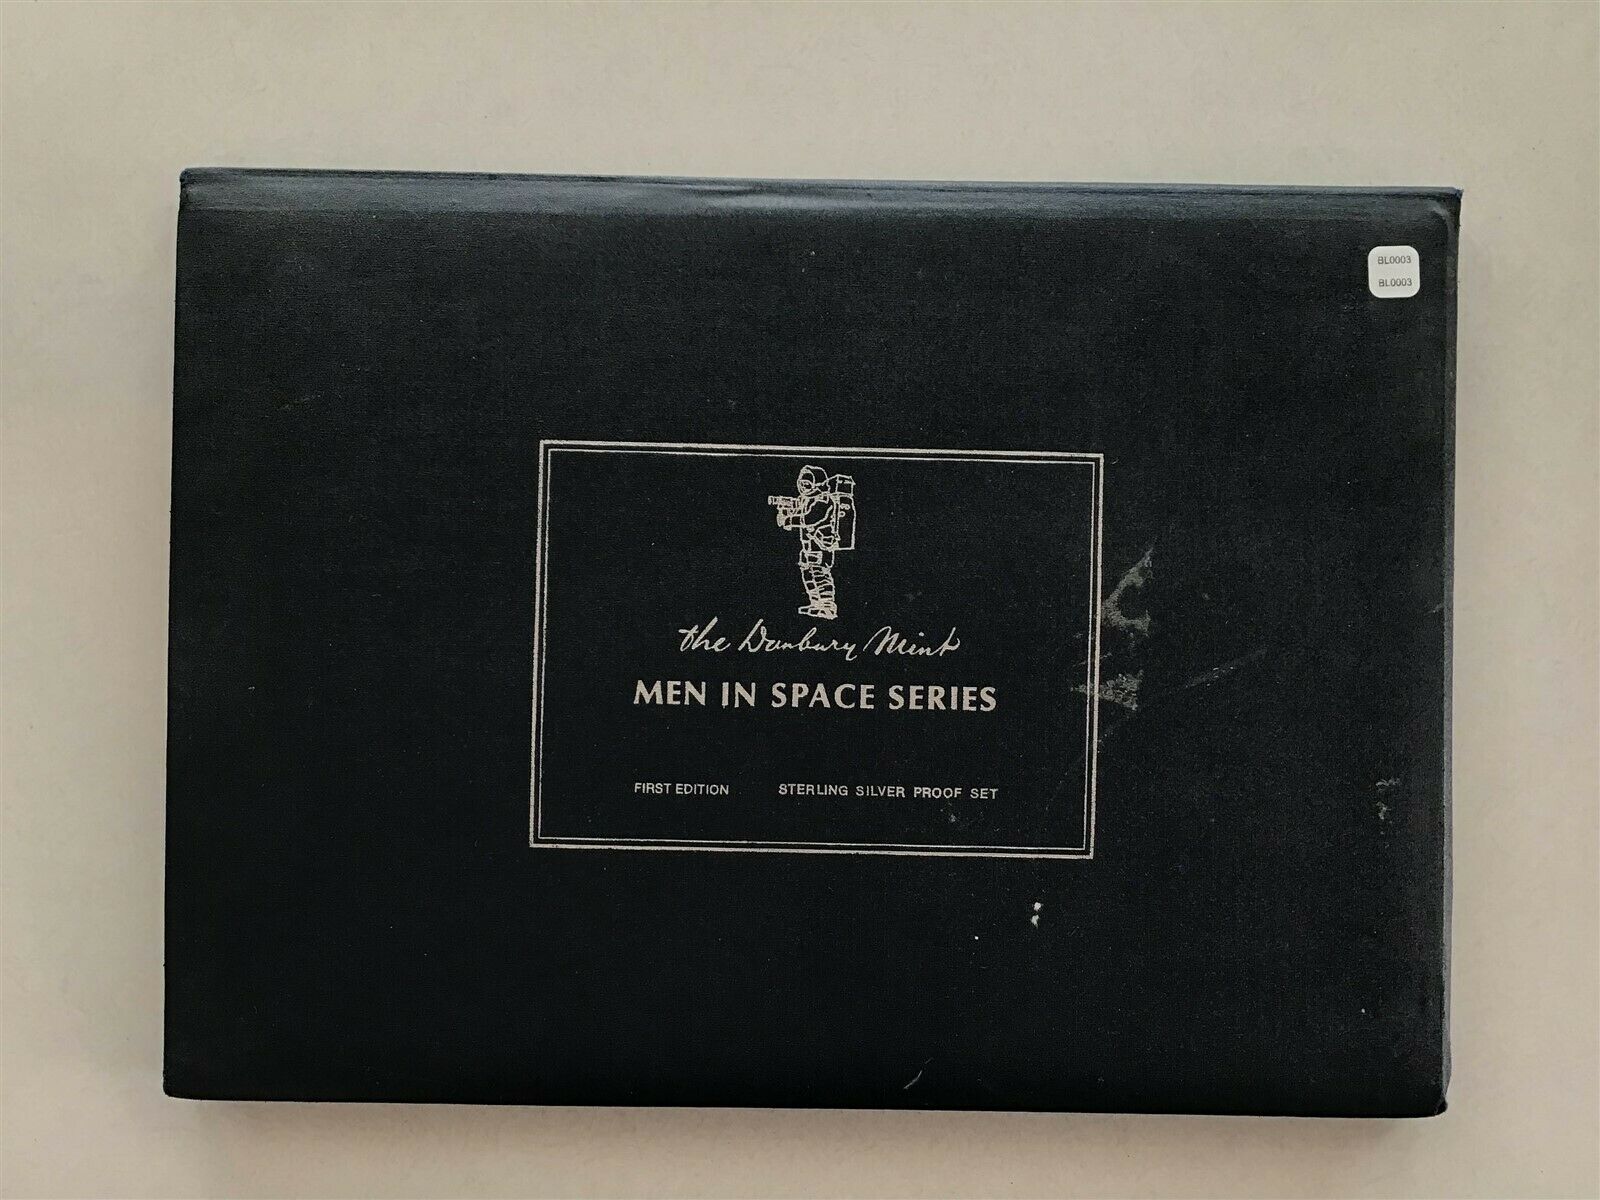 BL0003
BL0003
the Danbury Mint
MEN IN SPACE SERIES
FIRST EDITION STERLING SILVER PROOF SET